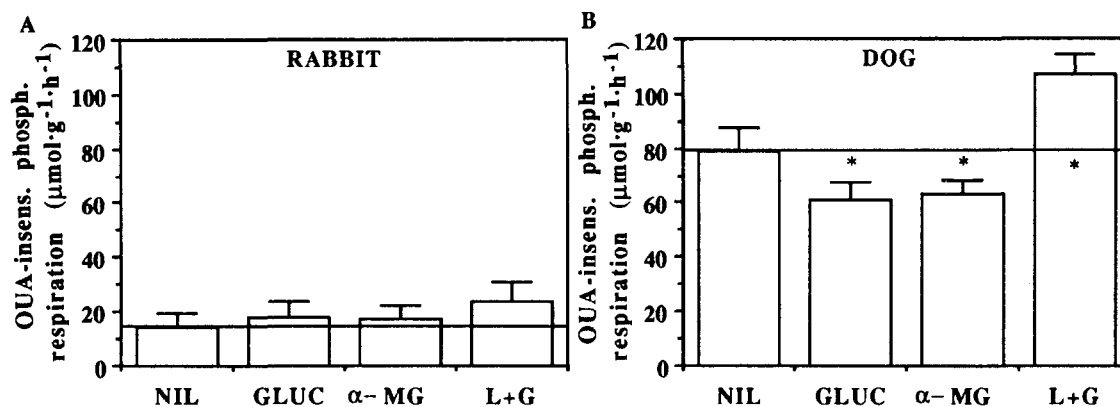 A
OUA-insens. phosph.
respiration (μmol·g⁻¹·h⁻¹)
120
100
80
60
40
20
0
RABBIT
NIL GLUC α-MG L+G
B
OUA-insens. phosph.
respiration (μmol·g⁻¹·h⁻¹)
120
100
80
60
40
20
0
DOG
* * *
NIL GLUC α-MG L+G